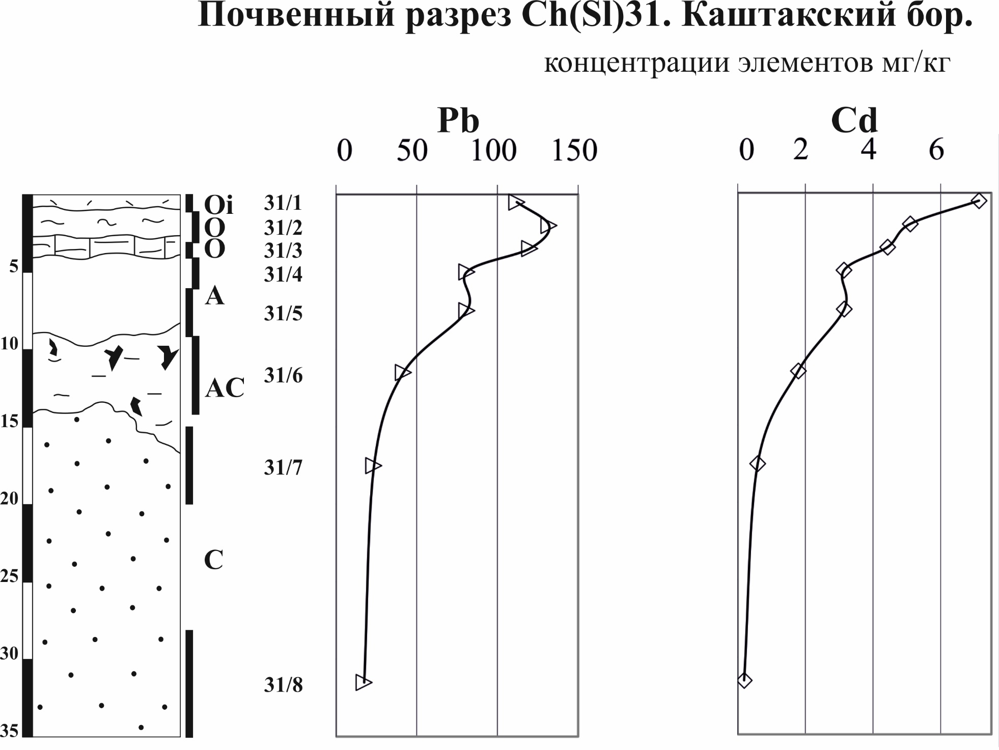 Почвенный разрез Ch(Sl)31. Каштакский бор.
концентрации элементов мг/кг
Pb
Cd
0 50 100 150
0 2 4 6
Oi 31/1
O 31/2
O 31/3
5
31/4
A
31/5
10
31/6
AC
15
31/7
20
C
25
30
31/8
35